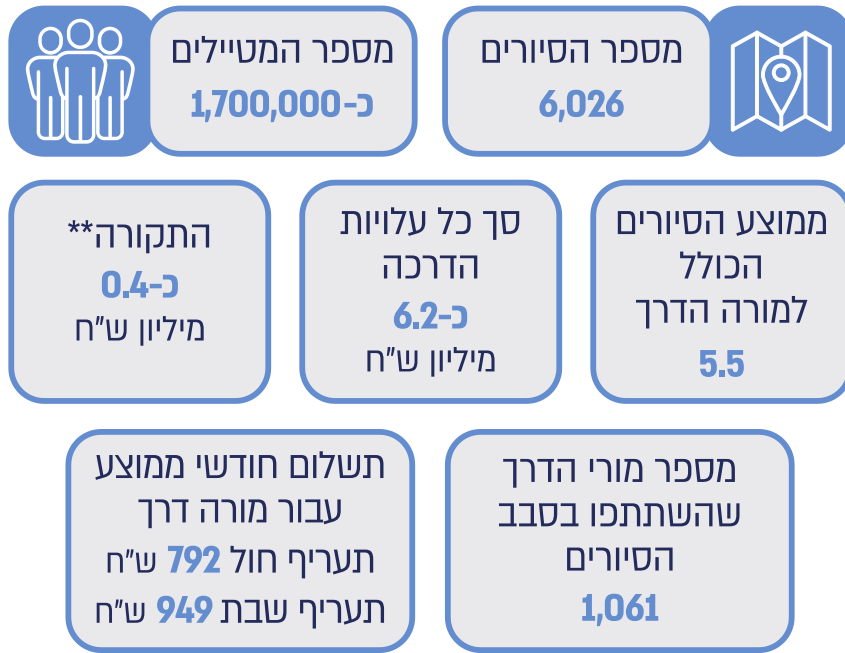 מספר הסיורים
6,026
מספר המטיילים
כ-1,700,000
ממוצע הסיורים
הכולל
למורה הדרך
5.5
סך כל עלויות
הדרכה
כ-6.2
מיליון ש"ח
התקורה**
כ-0.4
מיליון ש"ח
מספר מורי הדרך
שהשתתפו בסבב
הסיורים
1,061
תשלום חודשי ממוצע
עבור מורה דרך
תעריף חול 792 ש"ח
תעריף שבת 949 ש"ח